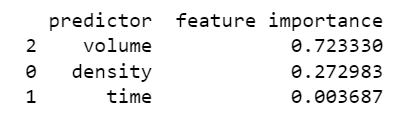 predictor feature importance
2 volume 0.723330
0 density 0.272983
1 time 0.003687